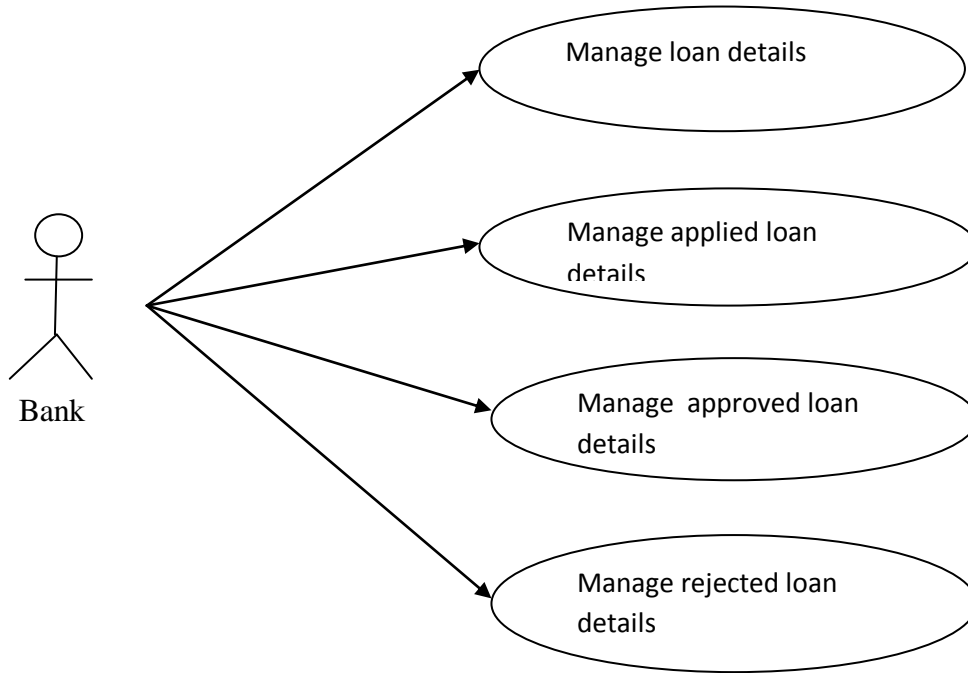 Manage loan details
Manage applied loan
details
Bank
Manage  approved loan
details
Manage rejected loan
details